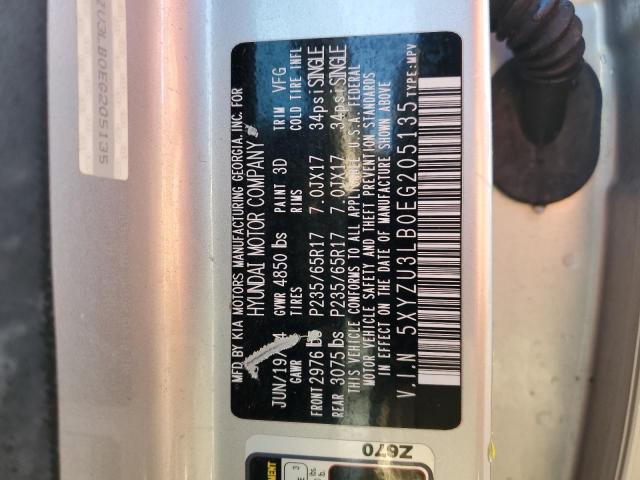 MFD BY KIA MOTORS MANUFACTURING GEORGIA, INC. FOR
HYUNDAI MOTOR COMPANY
JUN/19/ 4 GVWR 4850 lbs PAINT 3D TRIM VFG
GAWR TIRES RIMS COLD TIRE INFL
FRONT 2976 lbs P235/65R17 7.0JX17 34psi SINGLE
REAR 3075 lbs P235/65R17 7.0JX17 34psi SINGLE
THIS VEHICLE CONFORMS TO ALL APPLICABLE U.S.A. FEDERAL
MOTOR VEHICLE SAFETY AND THEFT PREVENTION STANDARDS
IN EFFECT ON THE DATE OF MANUFACTURE SHOWN ABOVE
V.I.N 5XYZU3LB0EG205135 TYPE:MPV
ZU3LB0EG205135
Z670